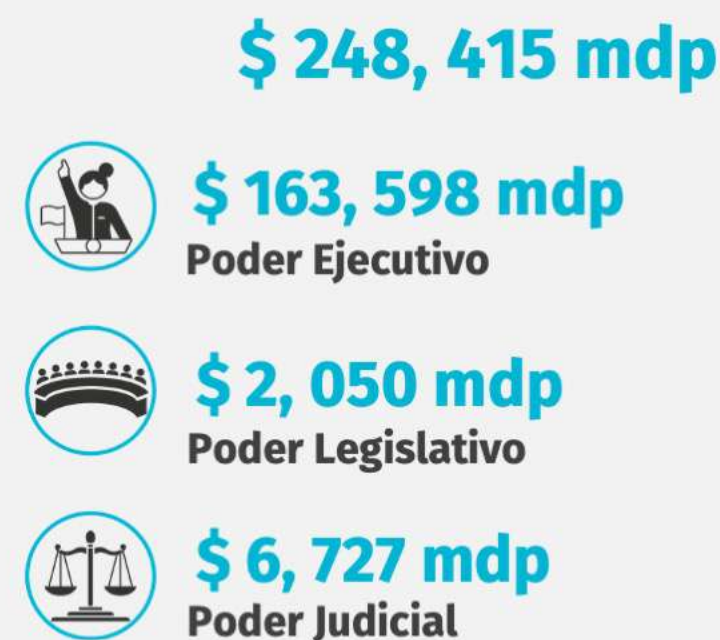 $ 248, 415 mdp
$ 163, 598 mdp
Poder Ejecutivo
$ 2, 050 mdp
Poder Legislativo
$ 6, 727 mdp
Poder Judicial